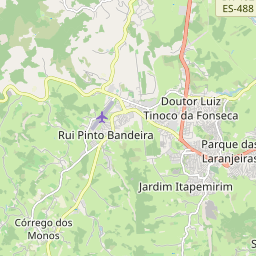 ES-488
Doutor Luiz
Tinoco da Fonseca
Rui Pinto Bandeira
Parque das
Laranjeiras
Jardim Itapemirim
Córrego dos
Monos